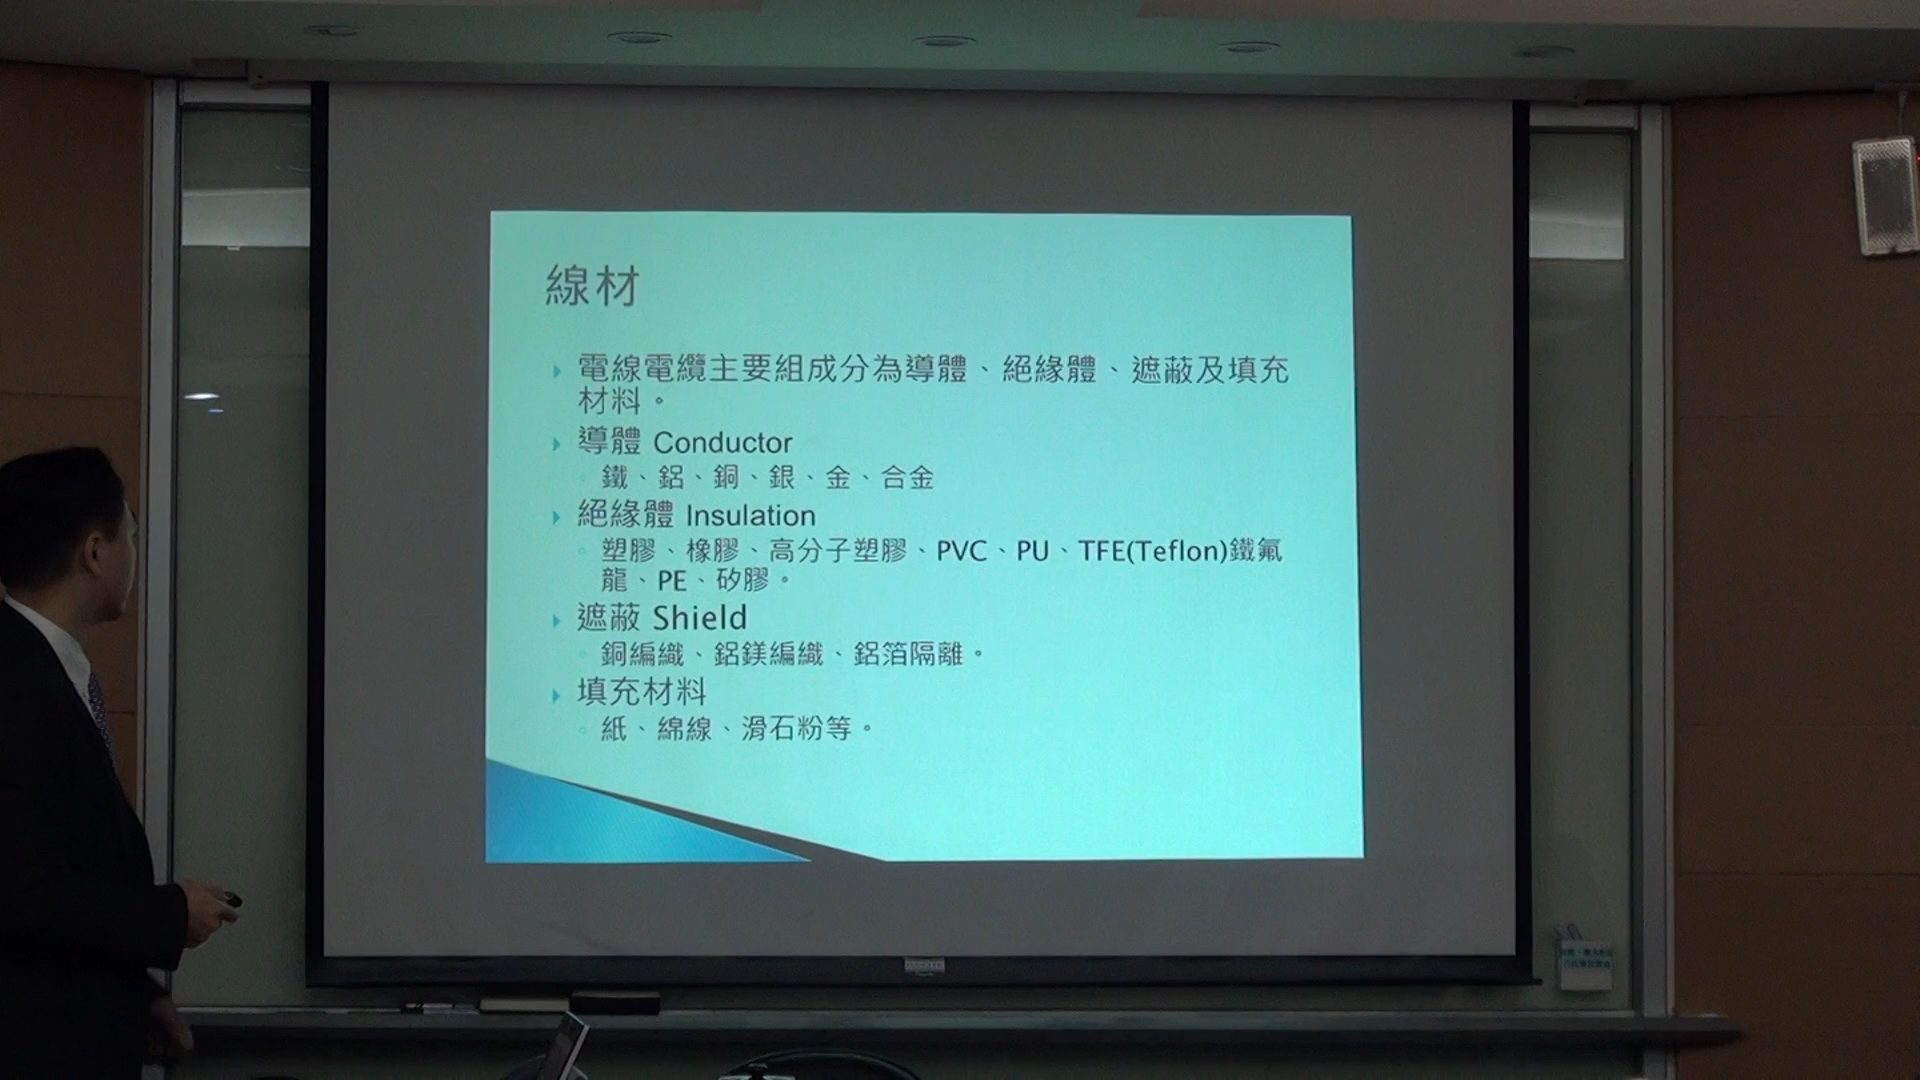 線材
電線電纜主要組成分為導體、絕緣體、遮蔽及填充
材料。
導體 Conductor
鐵、鋁、銅、銀、金、合金
絕緣體 Insulation
塑膠、橡膠、高分子塑膠、PVC、PU、TFE(Teflon)鐵氟
龍、PE、矽膠。
遮蔽 Shield
銅編織、鋁鎂編織、鋁箔隔離。
填充材料
紙、綿線、滑石粉等。